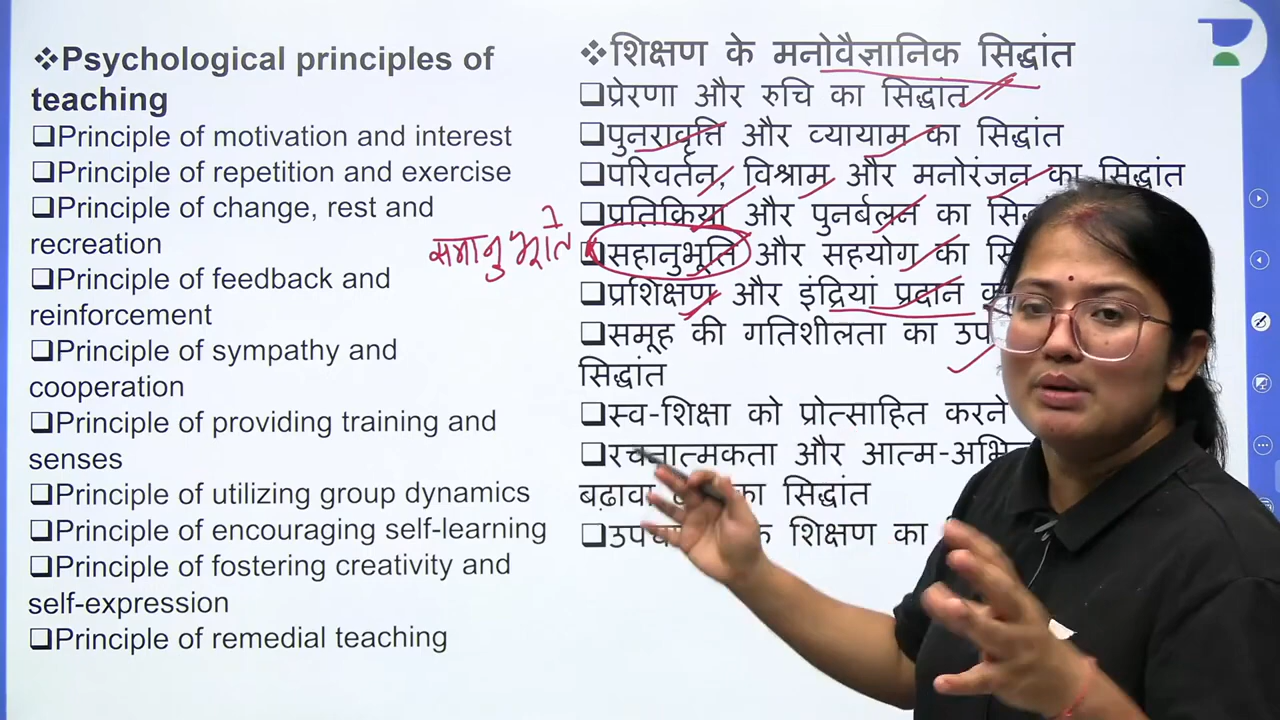 ❖Psychological principles of
teaching
❑Principle of motivation and interest
❑Principle of repetition and exercise
❑Principle of change, rest and
recreation
❑Principle of feedback and
reinforcement
❑Principle of sympathy and
cooperation
❑Principle of providing training and
senses
❑Principle of utilizing group dynamics
❑Principle of encouraging self-learning
❑Principle of fostering creativity and
self-expression
❑Principle of remedial teaching
समानुभूति
❖शिक्षण के मनोवैज्ञानिक सिद्धांत
❑प्रेरणा और रुचि का सिद्धांत
❑पुनरावृत्ति और व्यायाम का सिद्धांत
❑परिवर्तन, विश्राम और मनोरंजन का सिद्धांत
❑प्रतिक्रिया और पुनर्बलन का
❑सहानुभूति और सहयोग का
❑प्रशिक्षण और इंद्रियां प्रदान
❑समूह की गतिशीलता का
सिद्धांत
❑स्व-शिक्षा को प्रोत्साहित करने
❑रचनात्मकता और
बढ़ावा का सिद्धांत
❑शिक्षण का